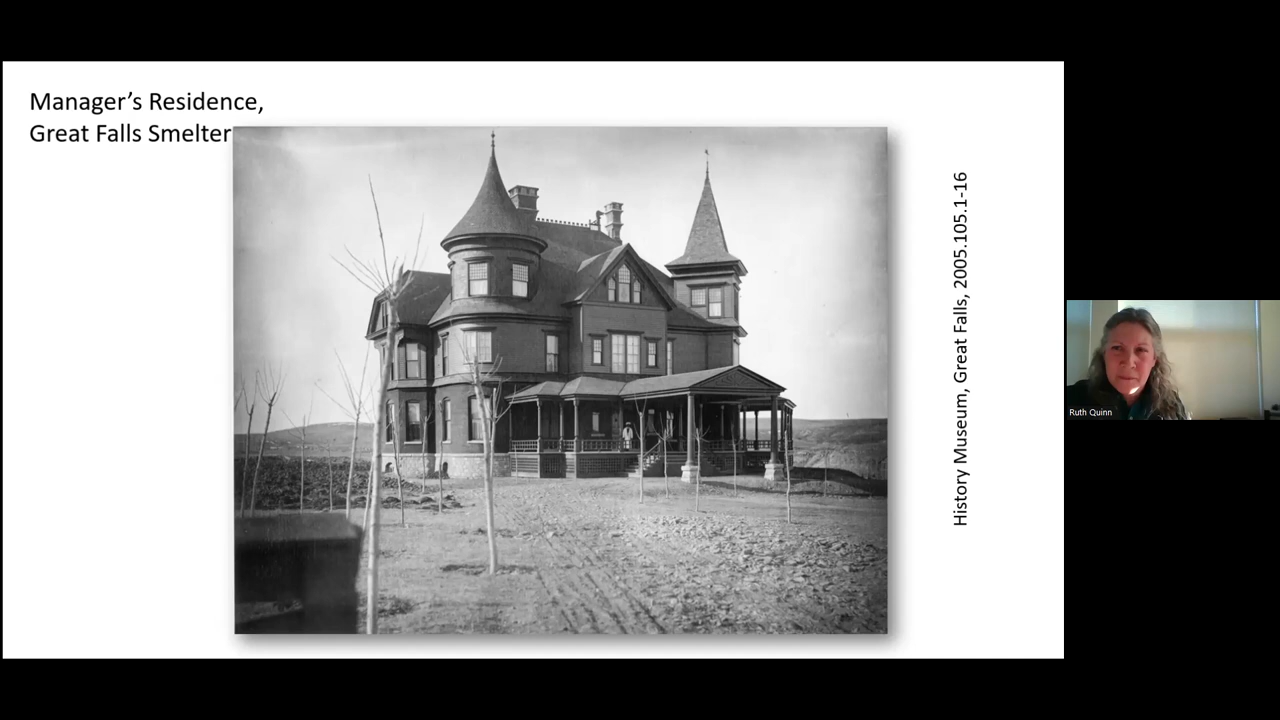 Manager’s Residence,
Great Falls Smelter
History Museum, Great Falls, 2005.105.1-16
Ruth Quinn